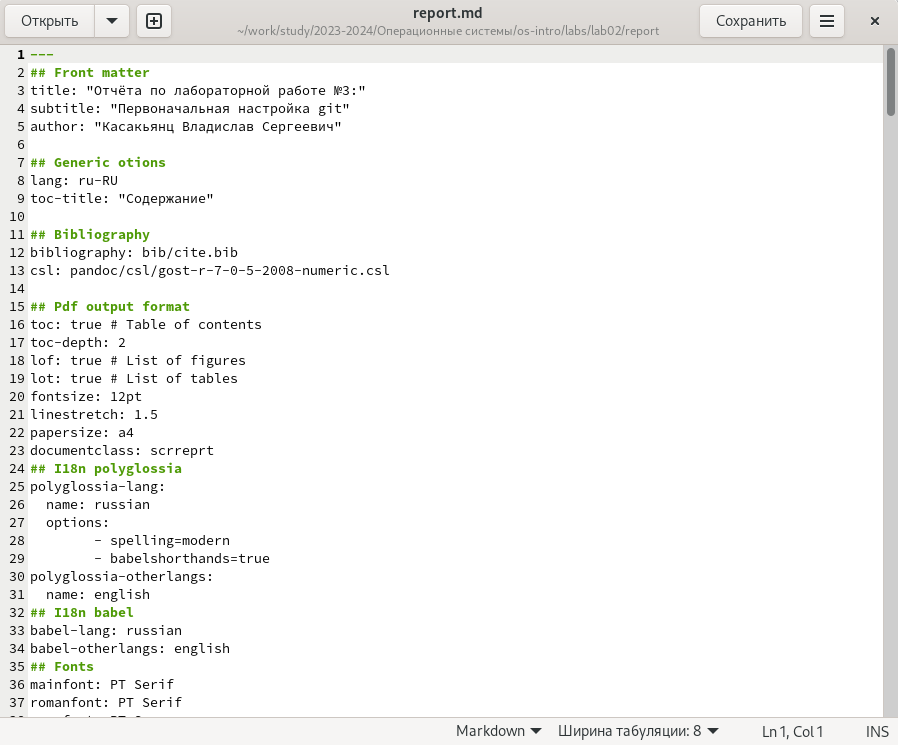 Открыть
report.md
~/work/study/2023-2024/Операционные системы/os-intro/labs/lab02/report
Сохранить
1 ---
2 ## Front matter
3 title: "Отчёта по лабораторной работе №3:"
4 subtitle: "Первоначальная настройка git"
5 author: "Касакьянц Владислав Сергеевич"
6
7 ## Generic otions
8 lang: ru-RU
9 toc-title: "Содержание"
10
11 ## Bibliography
12 bibliography: bib/cite.bib
13 csl: pandoc/csl/gost-r-7-0-5-2008-numeric.csl
14
15 ## Pdf output format
16 toc: true # Table of contents
17 toc-depth: 2
18 lof: true # List of figures
19 lot: true # List of tables
20 fontsize: 12pt
21 linestretch: 1.5
22 papersize: a4
23 documentclass: scrreprt
24 ## I18n polyglossia
25 polyglossia-lang:
26   name: russian
27   options:
28         - spelling=modern
29         - babelshorthands=true
30 polyglossia-otherlangs:
31   name: english
32 ## I18n babel
33 babel-lang: russian
34 babel-otherlangs: english
35 ## Fonts
36 mainfont: PT Serif
37 romanfont: PT Serif
Markdown Ширина табуляции: 8 Ln 1, Col 1 INS